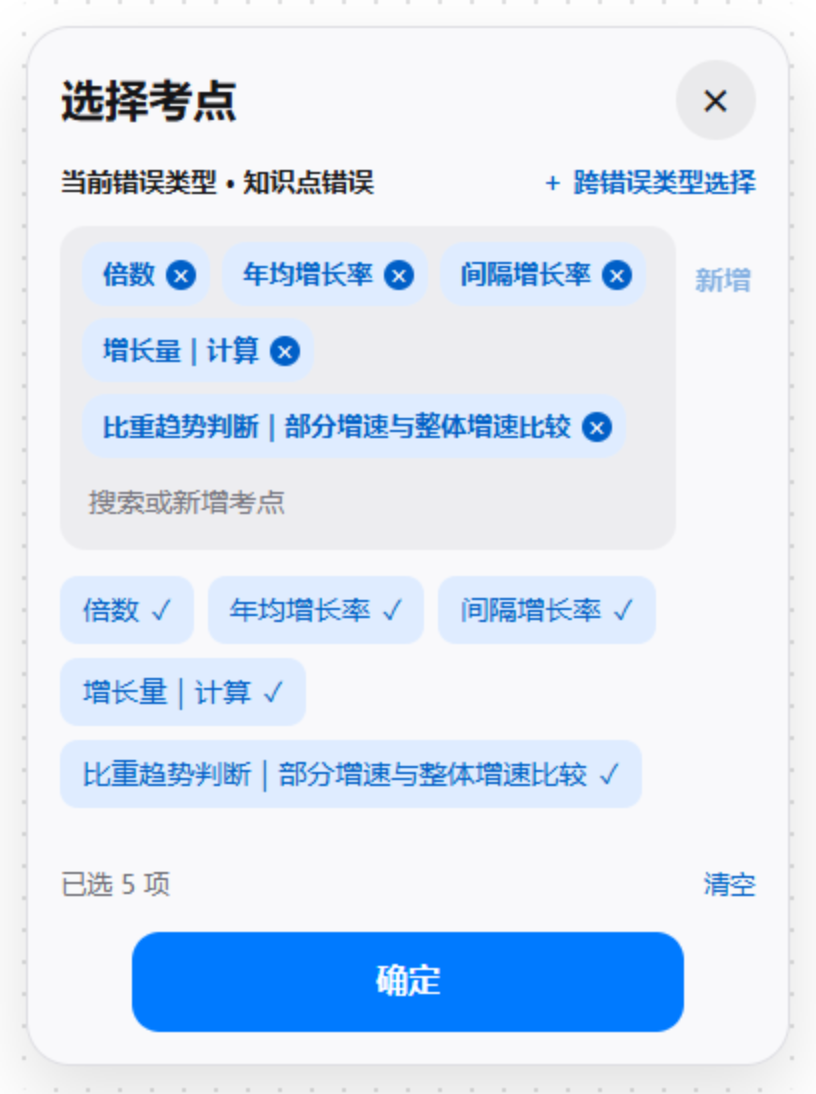 选择考点
当前错误类型 • 知识点错误 + 跨错误类型选择
倍数 年均增长率 间隔增长率 新增
增长量 | 计算
比重趋势判断 | 部分增速与整体增速比较
搜索或新增考点
倍数 ✓ 年均增长率 ✓ 间隔增长率 ✓
增长量 | 计算 ✓
比重趋势判断 | 部分增速与整体增速比较 ✓
已选 5 项 清空
确定